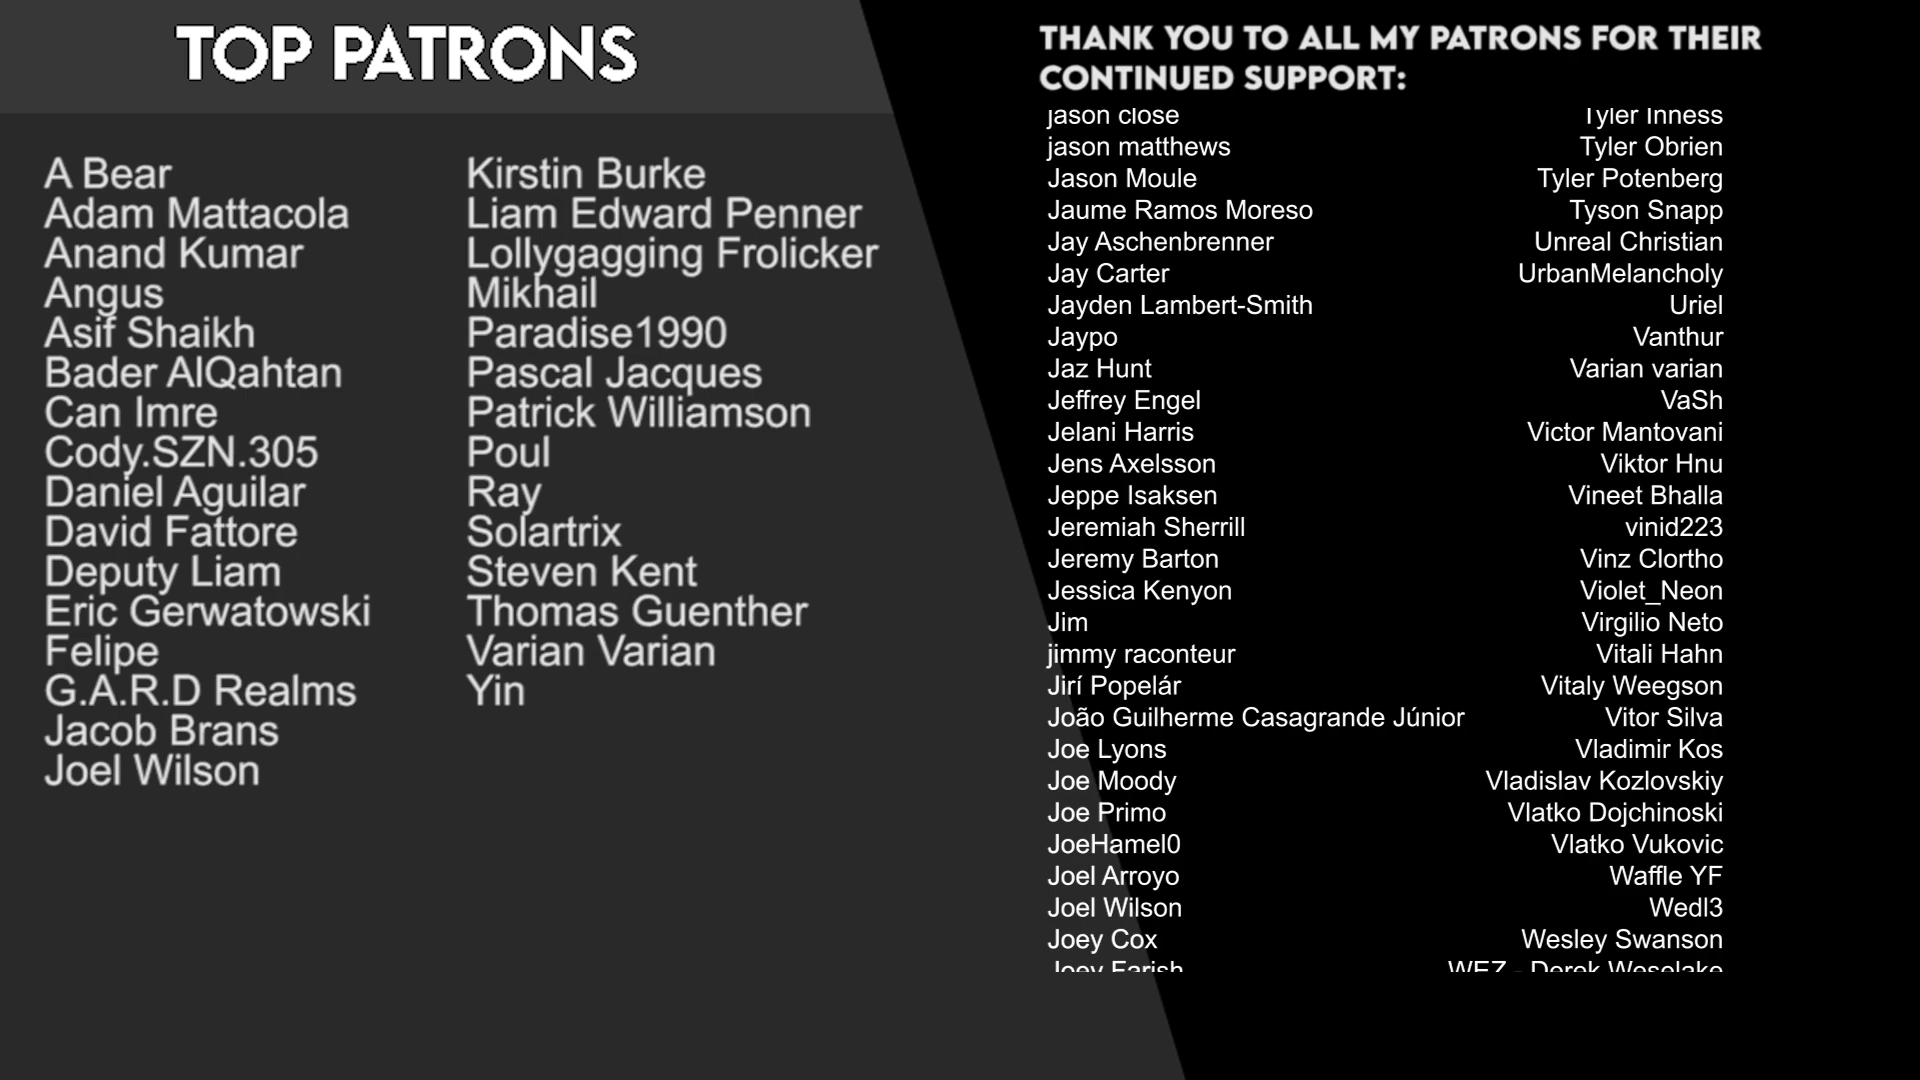 TOP PATRONS
A Bear
Adam Mattacola
Anand Kumar
Angus
Asif Shaikh
Bader AlQahtan
Can Imre
Cody.SZN.305
Daniel Aguilar
David Fattore
Deputy Liam
Eric Gerwatowski
Felipe
G.A.R.D Realms
Jacob Brans
Joel Wilson
Kirstin Burke
Liam Edward Penner
Lollygagging Frolicker
Mikhail
Paradise1990
Pascal Jacques
Patrick Williamson
Poul
Ray
Solartrix
Steven Kent
Thomas Guenther
Varian Varian
Yin
THANK YOU TO ALL MY PATRONS FOR THEIR
CONTINUED SUPPORT:
jason close
jason matthews
Jason Moule
Jaume Ramos Moreso
Jay Aschenbrenner
Jay Carter
Jayden Lambert-Smith
Jaypo
Jaz Hunt
Jeffrey Engel
Jelani Harris
Jens Axelsson
Jeppe Isaksen
Jeremiah Sherrill
Jeremy Barton
Jessica Kenyon
Jim
jimmy raconteur
Jirí Popelár
João Guilherme Casagrande Júnior
Joe Lyons
Joe Moody
Joe Primo
JoeHamel0
Joel Arroyo
Joel Wilson
Joey Cox
Joey Farish
Tyler Inness
Tyler Obrien
Tyler Potenberg
Tyson Snapp
Unreal Christian
UrbanMelancholy
Uriel
Vanthur
Varian varian
VaSh
Victor Mantovani
Viktor Hnu
Vineet Bhalla
vinid223
Vinz Clortho
Violet_Neon
Virgilio Neto
Vitali Hahn
Vitaly Weegson
Vitor Silva
Vladimir Kos
Vladislav Kozlovskiy
Vlatko Dojchinoski
Vlatko Vukovic
Waffle YF
Wedl3
Wesley Swanson
WEZ - Derek Weselake